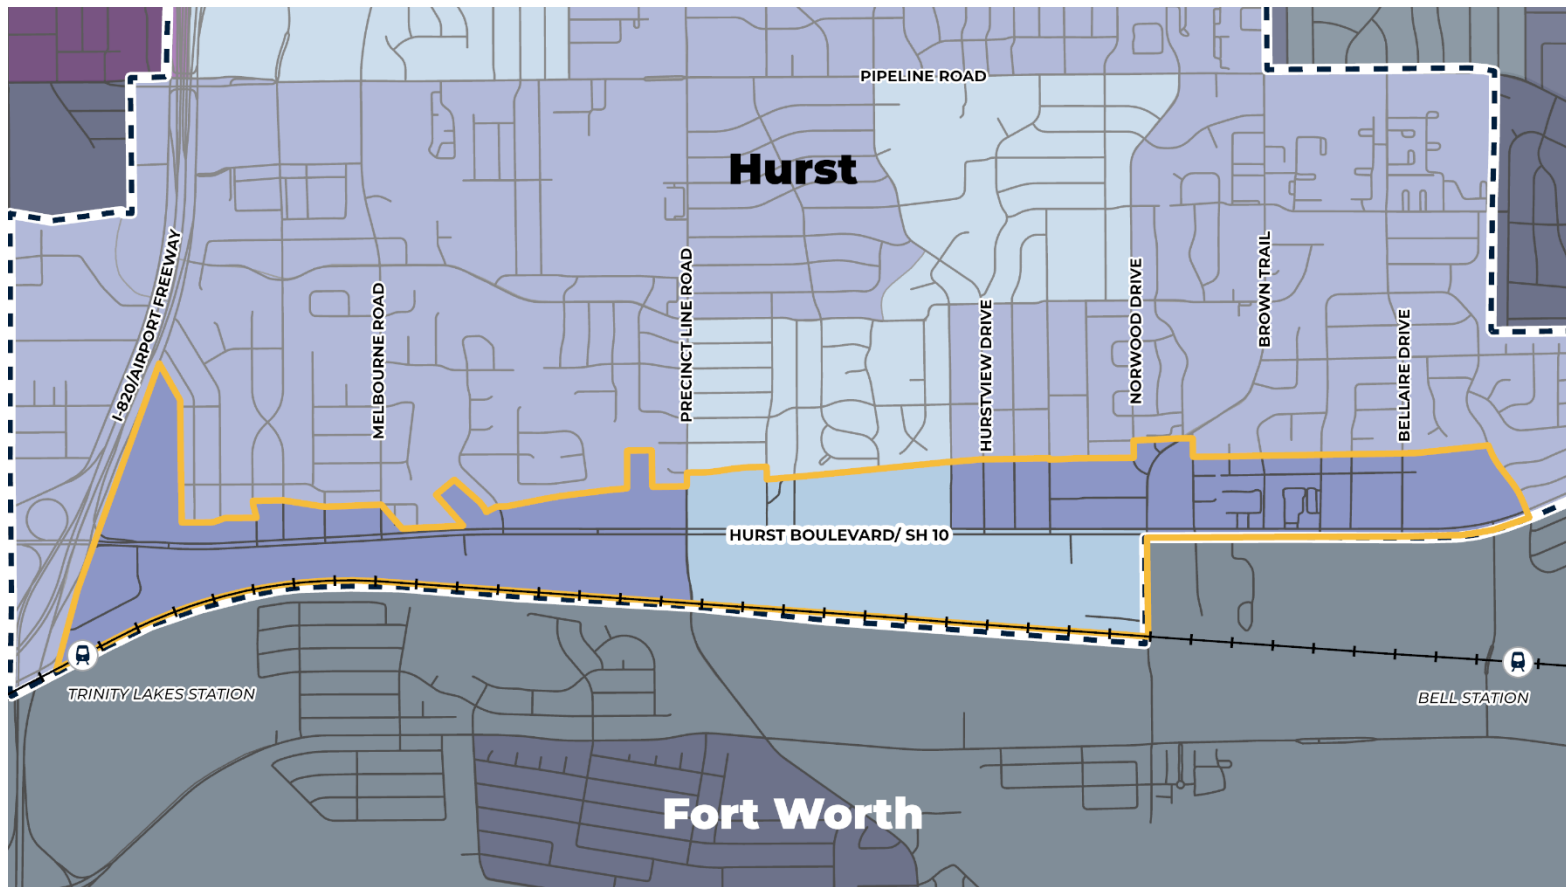 PIPELINE ROAD
Hurst
I-820/AIRPORT FREEWAY
MELBOURNE ROAD
PRECINCT LINE ROAD
HURSTVIEW DRIVE
NORWOOD DRIVE
BROWN TRAIL
BELLAIRE DRIVE
HURST BOULEVARD/ SH 10
TRINITY LAKES STATION
BELL STATION
Fort Worth